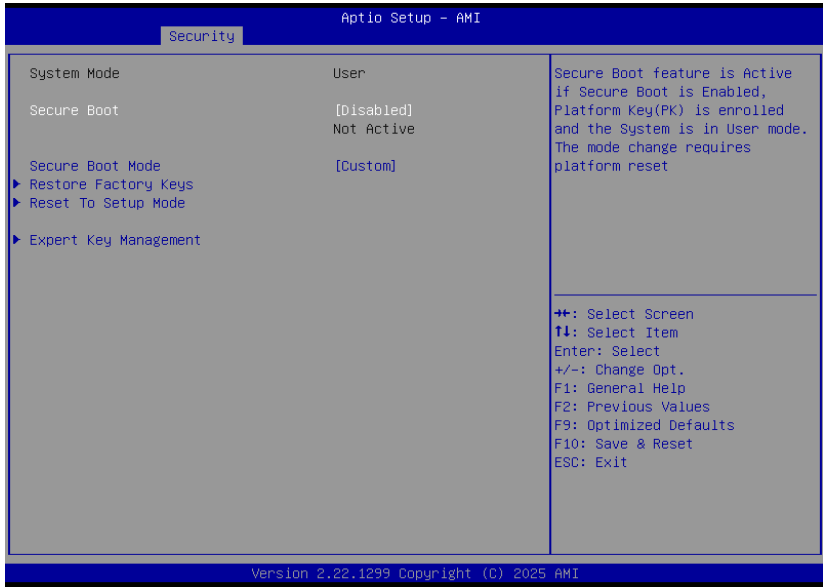 Aptio Setup – AMI
Security
System Mode User
Secure Boot [Disabled]
Not Active
Secure Boot Mode [Custom]
▶ Restore Factory Keys
▶ Reset To Setup Mode
▶ Expert Key Management
Secure Boot feature is Active
if Secure Boot is Enabled,
Platform Key(PK) is enrolled
and the System is in User mode.
The mode change requires
platform reset
→←: Select Screen
↑↓: Select Item
Enter: Select
+/-: Change Opt.
F1: General Help
F2: Previous Values
F9: Optimized Defaults
F10: Save & Reset
ESC: Exit
Version 2.22.1299 Copyright (C) 2025 AMI